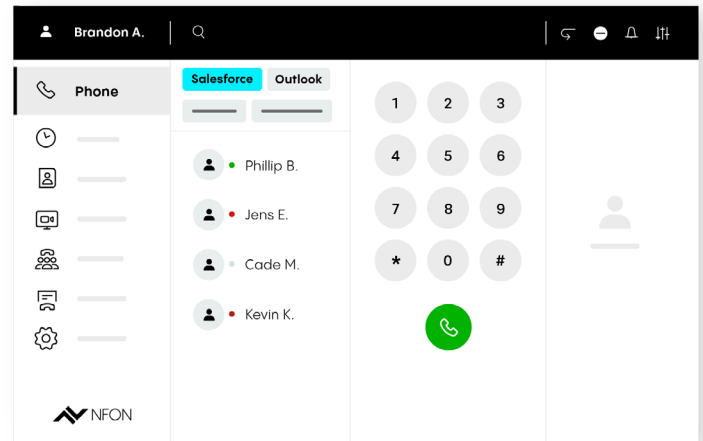 Brandon A.
Phone
Salesforce Outlook
Phillip B.
Jens E.
Cade M.
Kevin K.
1 2 3
4 5 6
7 8 9
* 0 #
NFON